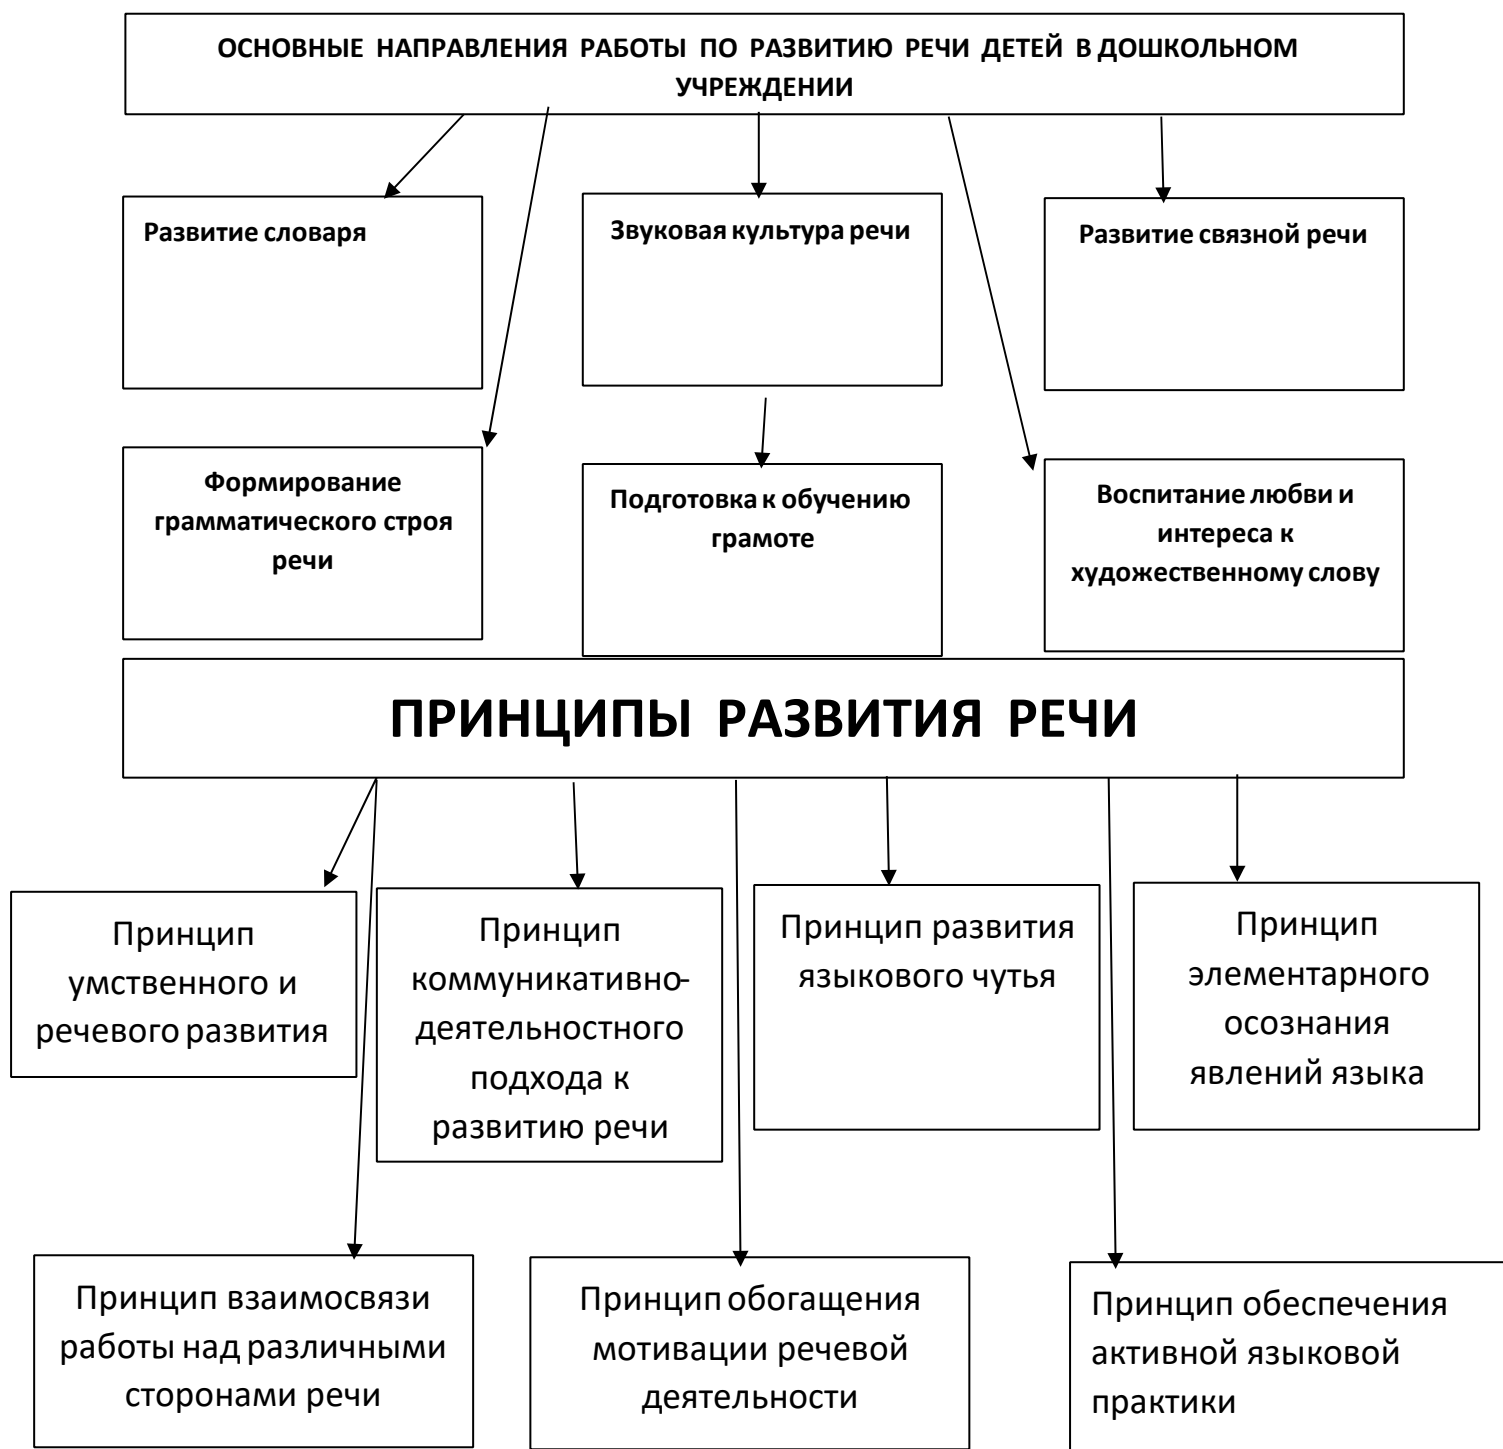 ОСНОВНЫЕ НАПРАВЛЕНИЯ РАБОТЫ ПО РАЗВИТИЮ РЕЧИ ДЕТЕЙ В ДОШКОЛЬНОМ
УЧРЕЖДЕНИИ
Развитие словаря
Звуковая культура речи
Развитие связной речи
Формирование
грамматического строя
речи
Подготовка к обучению
грамоте
Воспитание любви и
интереса к
художественному слову
ПРИНЦИПЫ РАЗВИТИЯ РЕЧИ
Принцип
умственного и
речевого развития
Принцип
коммуникативно-
деятельностного
подхода к
развитию речи
Принцип развития
языкового чутья
Принцип
элементарного
осознания
явлений языка
Принцип взаимосвязи
работы над различными
сторонами речи
Принцип обогащения
мотивации речевой
деятельности
Принцип обеспечения
активной языковой
практики